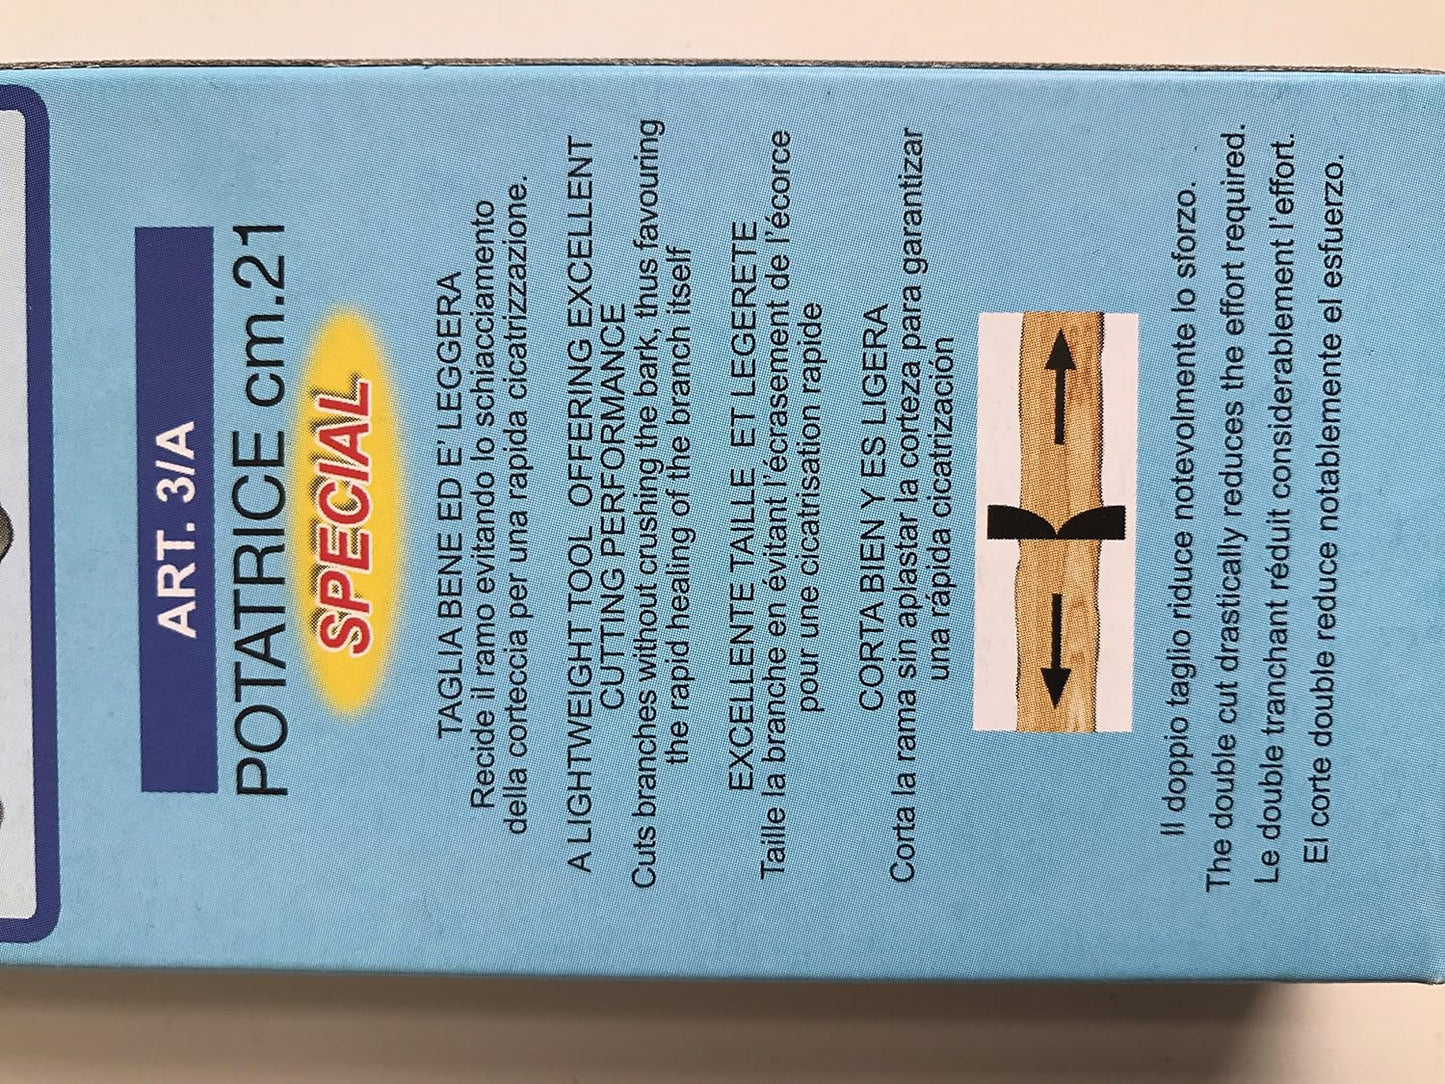 ART. 3/A
POTATRICE cm.21
SPECIAL
TAGLIA BENE ED E' LEGGERA
Recide il ramo evitando lo schiacciamento
della corteccia per una rapida cicatrizzazione.
A LIGHTWEIGHT TOOL OFFERING EXCELLENT
CUTTING PERFORMANCE
Cuts branches without crushing the bark, thus favouring
the rapid healing of the branch itself
EXCELLENTE TAILLE ET LEGERETE
Taille la branche en évitant l'écrasement de l'écorce
pour une cicatrisation rapide
CORTA BIEN Y ES LIGERA
Corta la rama sin aplastar la corteza para garantizar
una rápida cicatrización
Il doppio taglio riduce notevolmente lo sforzo.
The double cut drastically reduces the effort required.
Le double tranchant réduit considerablement l'effort.
El corte double reduce notablemente el esfuerzo.